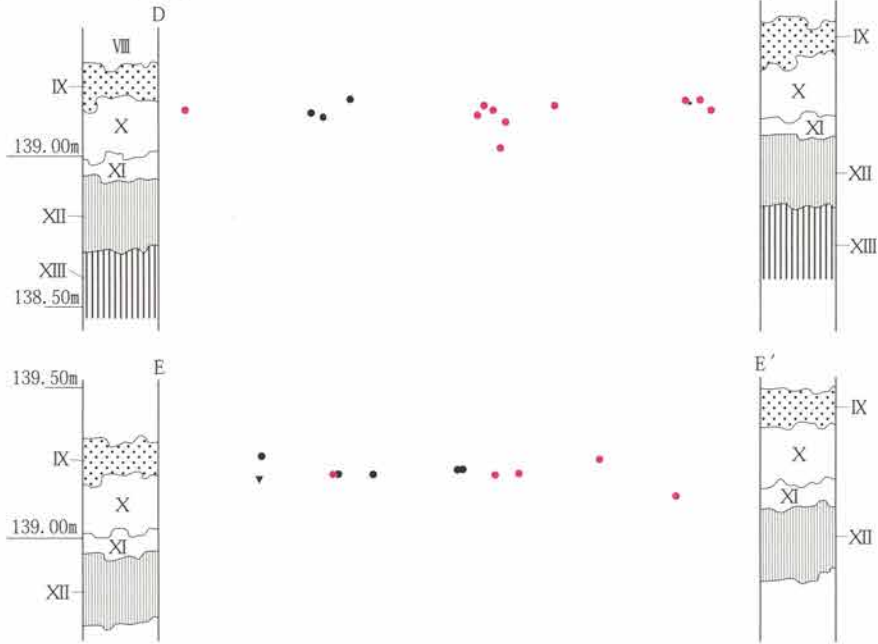 D
Ⅷ
Ⅸ
Ⅹ
139.00m
Ⅺ
Ⅻ
XIII
138.50m
Ⅸ
Ⅹ
Ⅺ
Ⅻ
XIII
E
139.50m
Ⅸ
Ⅹ
139.00m
Ⅺ
Ⅻ
E′
Ⅸ
Ⅹ
Ⅺ
Ⅻ